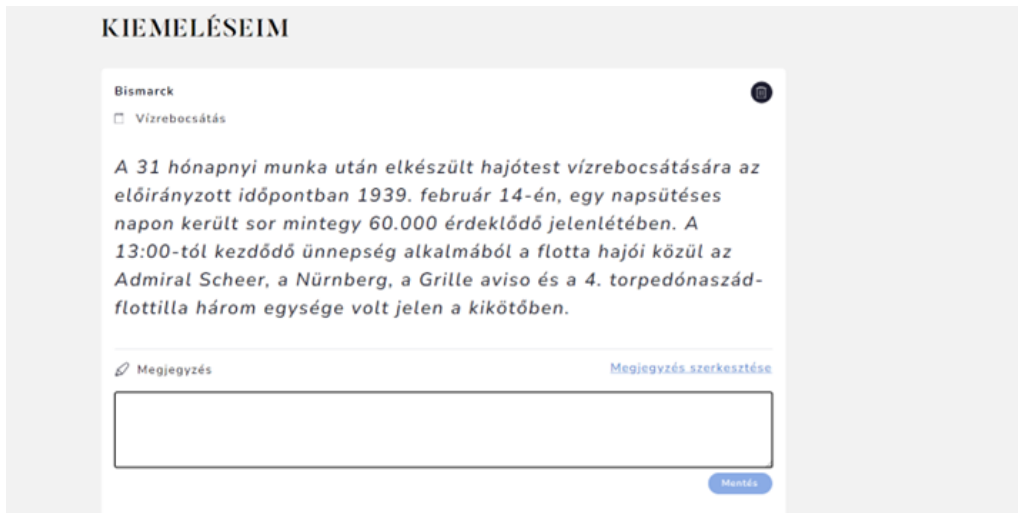 KIEMELÉSEIM
Bismarck
Vízrebocsátás
A 31 hónapnyi munka után elkészült hajótest vízrebocsátására az
előirányzott időpontban 1939. február 14-én, egy napsütéses
napon került sor mintegy 60.000 érdeklődő jelenlétében. A
13:00-tól kezdődő ünnepség alkalmából a flotta hajói közül az
Admiral Scheer, a Nürnberg, a Grille aviso és a 4. torpedónaszád-
flottilla három egysége volt jelen a kikötőben.
Megjegyzés
Megjegyzés szerkesztése
Mentés